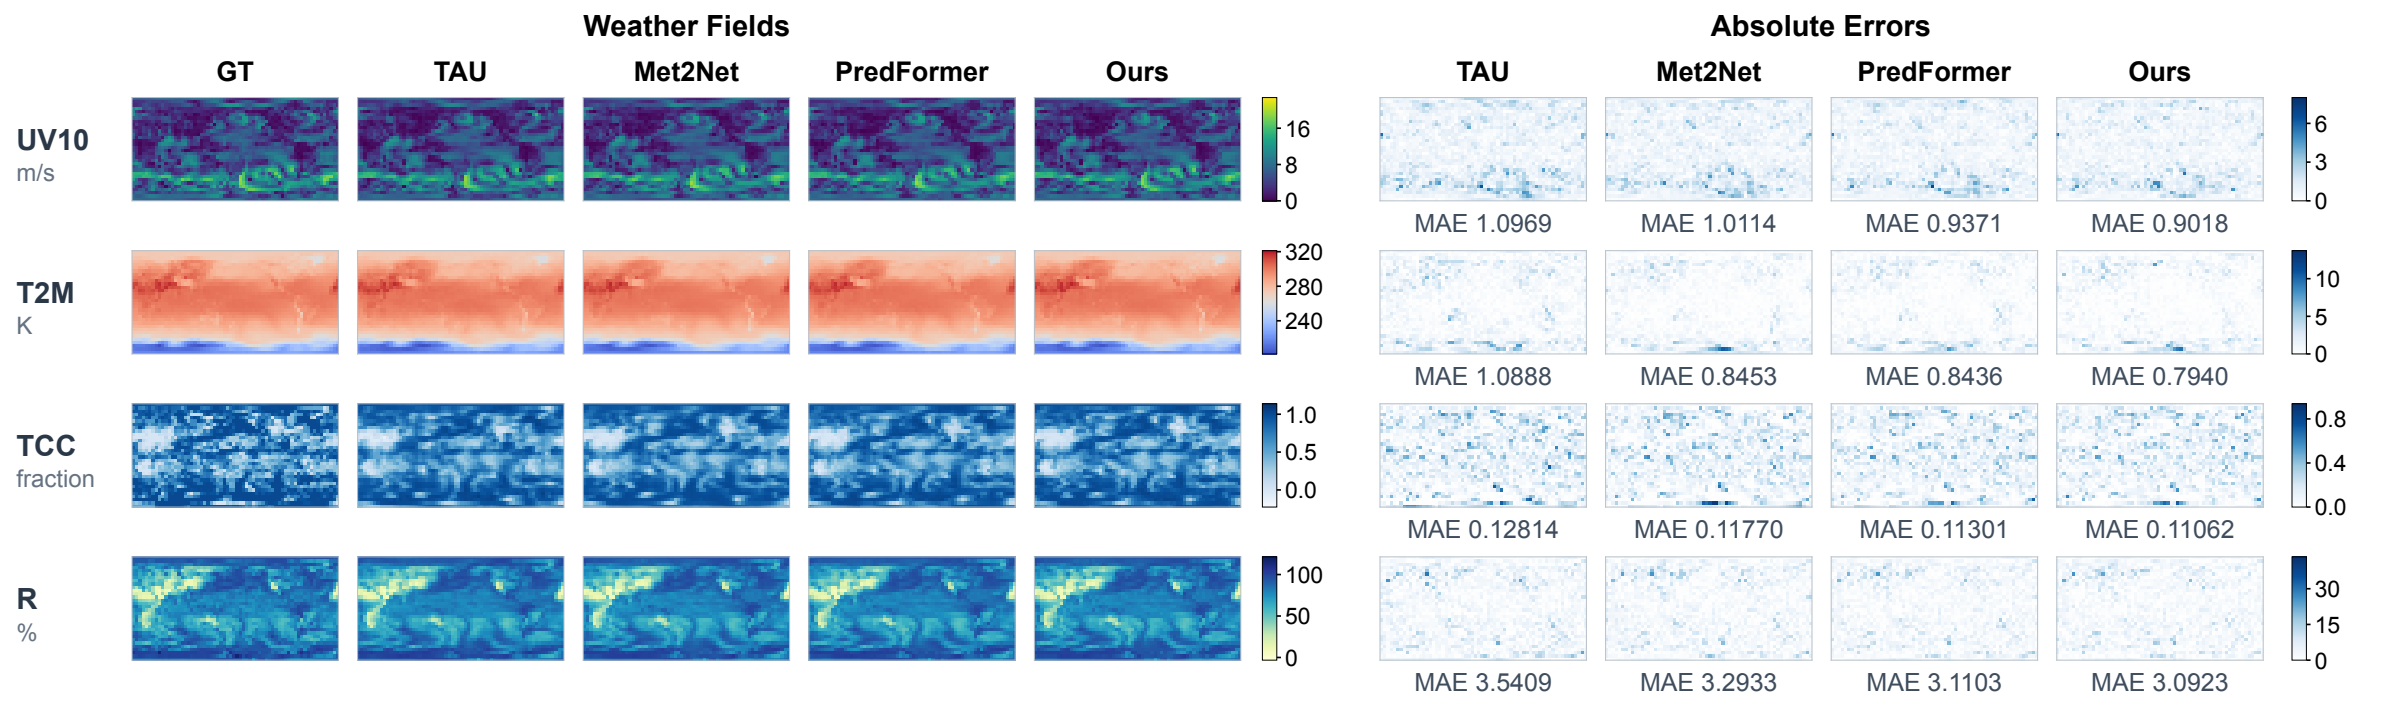 Weather Fields
Absolute Errors
GT TAU Met2Net PredFormer Ours
TAU Met2Net PredFormer Ours
UV10
m/s
16
8
0
6
3
0
MAE 1.0969 MAE 1.0114 MAE 0.9371 MAE 0.9018
T2M
K
320
280
240
10
5
0
MAE 1.0888 MAE 0.8453 MAE 0.8436 MAE 0.7940
TCC
fraction
1.0
0.5
0.0
0.8
0.4
0.0
MAE 0.12814 MAE 0.11770 MAE 0.11301 MAE 0.11062
R
%
100
50
0
30
15
0
MAE 3.5409 MAE 3.2933 MAE 3.1103 MAE 3.0923